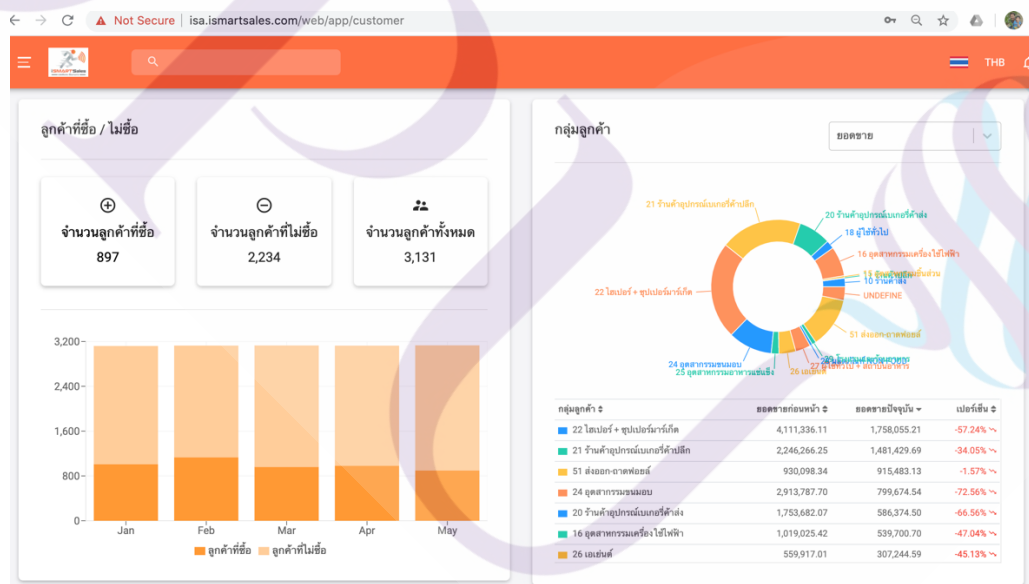 Not Secure | isa.ismartsales.com/web/app/customer
THB
ลูกค้าที่ซื้อ / ไม่ซื้อ
จำนวนลูกค้าที่ซื้อ
897
จำนวนลูกค้าที่ไม่ซื้อ
2,234
จำนวนลูกค้าทั้งหมด
3,131
3,200
2,400
1,600
800
0
Jan Feb Mar Apr May
ลูกค้าที่ซื้อ ลูกค้าที่ไม่ซื้อ
กลุ่มลูกค้า
ยอดขาย
21 ร้านค้าอุปกรณ์เบเกอรี่ค้าปลีก
20 ร้านค้าอุปกรณ์เบเกอรี่ค้าส่ง
18 ผู้ใช้ทั่วไป
16 อุตสาหกรรมเครื่องใช้ไฟฟ้า
10 ร้านค้าส่ง
UNDEFINE
22 ไฮเปอร์ + ซุปเปอร์มาร์เก็ต
51 ส่งออก-ถาดฟอยล์
24 อุตสากรรมขนมอบ
25 อุตสาหกรรมอาหารแช่แข็ง
26 เอเย่นต์
กลุ่มลูกค้า ยอดขายก่อนหน้า ยอดขายปัจจุบัน เปอร์เซ็น
22 ไฮเปอร์ + ซุปเปอร์มาร์เก็ต 4,111,336.11 1,758,055.21 -57.24%
21 ร้านค้าอุปกรณ์เบเกอรี่ค้าปลีก 2,246,266.25 1,481,429.69 -34.05%
51 ส่งออก-ถาดฟอยล์ 930,098.34 915,483.13 -1.57%
24 อุตสากรรมขนมอบ 2,913,787.70 799,674.54 -72.56%
20 ร้านค้าอุปกรณ์เบเกอรี่ค้าส่ง 1,753,682.07 586,374.50 -66.56%
16 อุตสาหกรรมเครื่องใช้ไฟฟ้า 1,019,025.42 539,700.70 -47.04%
26 เอเย่นต์ 559,917.01 307,244.59 -45.13%